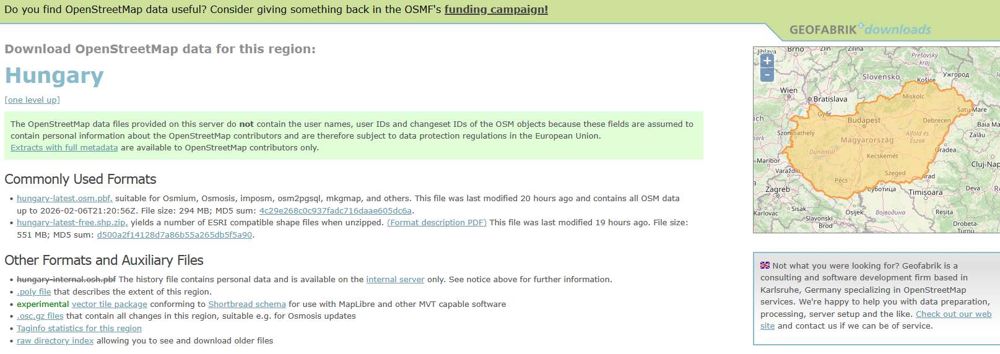 Do you find OpenStreetMap data useful? Consider giving something back in the OSMF's funding campaign!
GEOFABRIK downloads
Download OpenStreetMap data for this region:
Hungary
[one level up]
The OpenStreetMap data files provided on this server do not contain the user names, user IDs and changeset IDs of the OSM objects because these fields are assumed to
contain personal information about the OpenStreetMap contributors and are therefore subject to data protection regulations in the European Union.
Extracts with full metadata are available to OpenStreetMap contributors only.
Commonly Used Formats
• hungary-latest.osm.pbf, suitable for Osmium, Osmosis, imposm, osm2pgsql, mkgmap, and others. This file was last modified 20 hours ago and contains all OSM data
up to 2026-02-06T21:20:56Z. File size: 294 MB; MD5 sum: 4c29e268c0c937fadc716daae605dc6a.
• hungary-latest-free.shp.zip, yields a number of ESRI compatible shape files when unzipped. (Format description PDF) This file was last modified 19 hours ago. File size:
551 MB; MD5 sum: d500a2f14128d7a86b55a265db5f5a90.
Other Formats and Auxiliary Files
• hungary-internal.osh.pbf The history file contains personal data and is available on the internal server only. See notice above for further information.
• .poly file that describes the extent of this region.
• experimental vector tile package conforming to Shortbread schema for use with MapLibre and other MVT capable software
• .osc.gz files that contain all changes in this region, suitable e.g. for Osmosis updates
• Taginfo statistics for this region
• raw directory index allowing you to see and download older files
+
-
Jihlava Brno Zlín Žilina
Prešovský
kraj
Slovensko Košice Ужгород
Wien
Bratislava Miskolc
ich Győr Satu Mare
Budapest Debrecen Baia Ma
Szombathely Alföld és Zalău
mark Magyarország Észak
Dunántúl Oradea
Maribor Kecskemét Cluj-Nap
Varaždin Szeged Arad
Pécs
Zagreb Суботица Timișoara Deva
Karlovac Sisak Osijek Војводина Reșița
Slavonski
Brod Drobeta-
Turnu
Not what you were looking for? Geofabrik is a
consulting and software development firm based in
Karlsruhe, Germany specializing in OpenStreetMap
services. We're happy to help you with data preparation,
processing, server setup and the like. Check out our web
site and contact us if we can be of service.